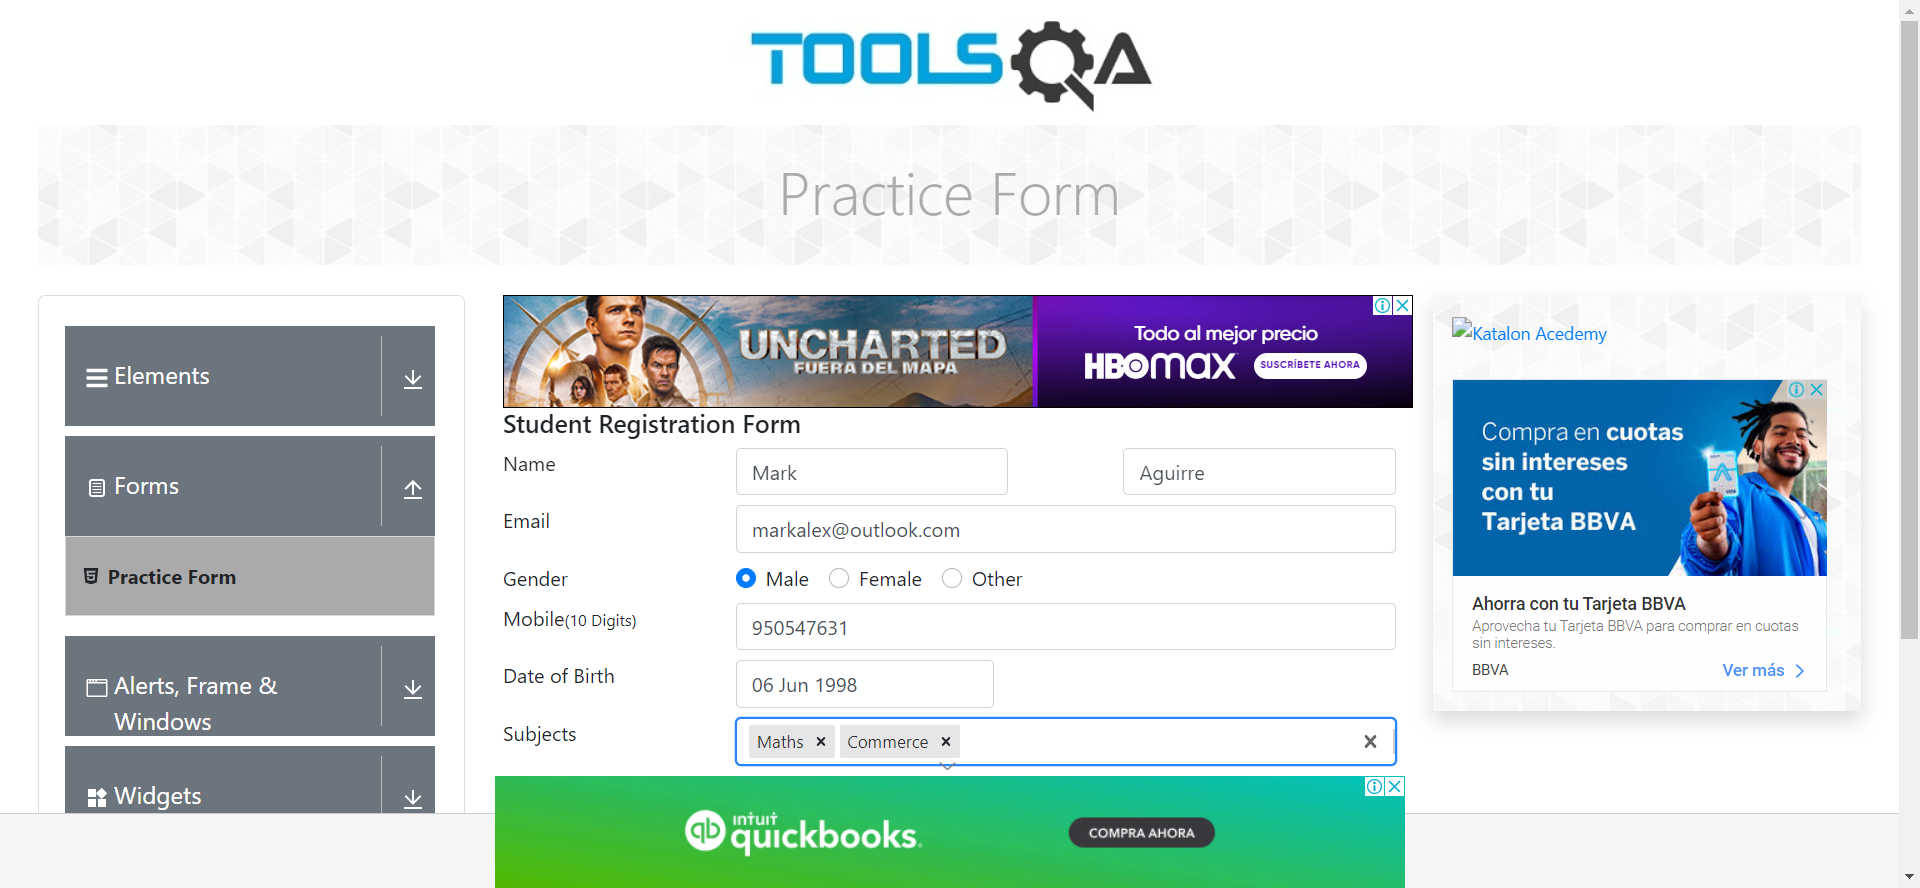 TOOLSQA
Practice Form
Elements
Forms
Practice Form
Alerts, Frame &
Windows
Widgets
UNCHARTED
FUERA DEL MAPA
Todo al mejor precio
HBOMAX
SUSCRÍBETE AHORA
Student Registration Form
Name
Mark
Aguirre
Email
markalex@outlook.com
Gender
Male
Female
Other
Mobile(10 Digits)
950547631
Date of Birth
06 Jun 1998
Subjects
Maths
Commerce
intuit
qb quickbooks.
COMPRA AHORA
Katalon Acedemy
Compra en cuotas
sin intereses
con tu
Tarjeta BBVA
Ahorra con tu Tarjeta BBVA
Aprovecha tu Tarjeta BBVA para comprar en cuotas
sin intereses.
BBVA
Ver más